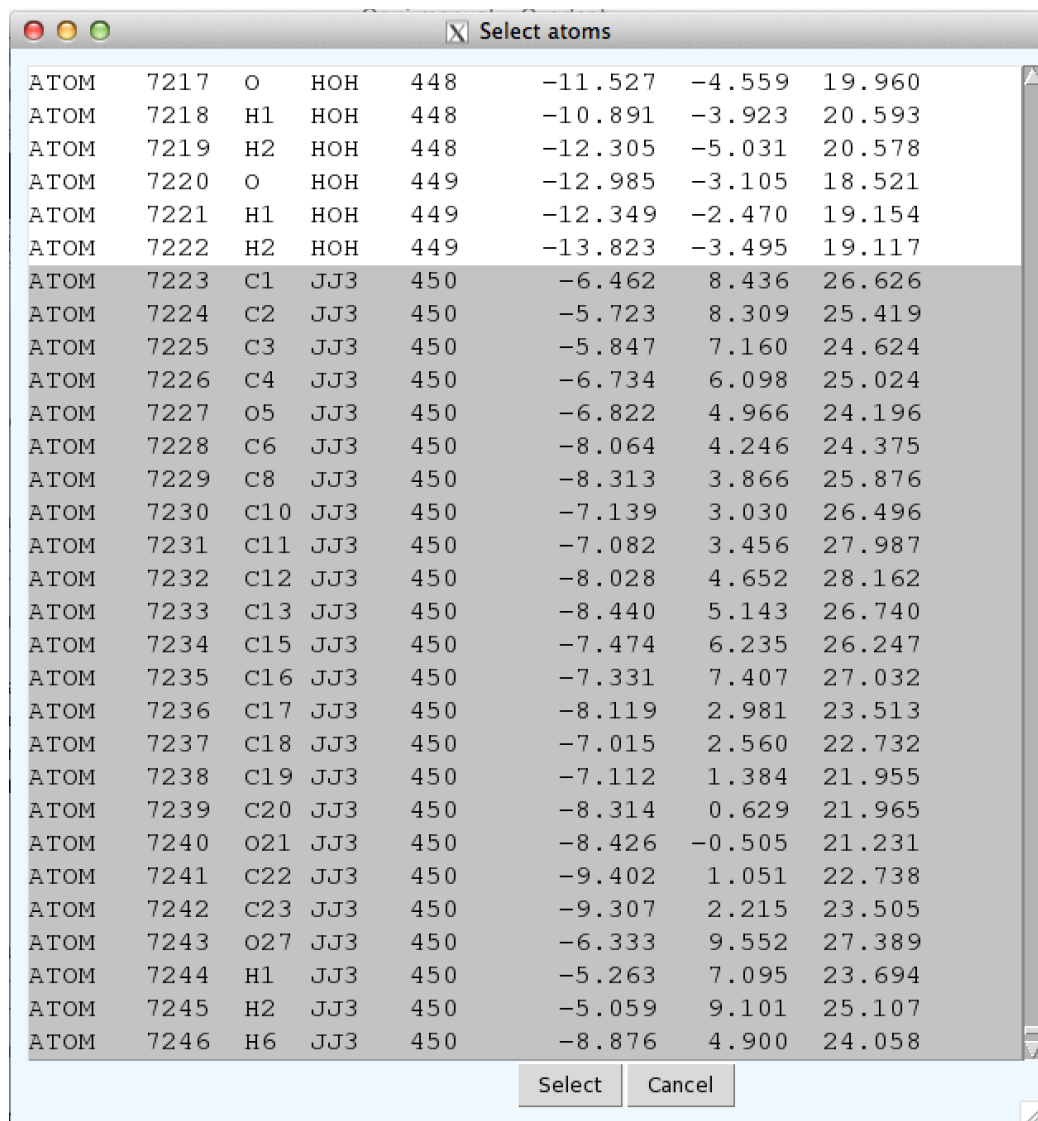 Select atoms
ATOM 7217 O HOH 448 −11.527 −4.559 19.960
ATOM 7218 H1 HOH 448 −10.891 −3.923 20.593
ATOM 7219 H2 HOH 448 −12.305 −5.031 20.578
ATOM 7220 O HOH 449 −12.985 −3.105 18.521
ATOM 7221 H1 HOH 449 −12.349 −2.470 19.154
ATOM 7222 H2 HOH 449 −13.823 −3.495 19.117
ATOM 7223 C1 JJ3 450 −6.462 8.436 26.626
ATOM 7224 C2 JJ3 450 −5.723 8.309 25.419
ATOM 7225 C3 JJ3 450 −5.847 7.160 24.624
ATOM 7226 C4 JJ3 450 −6.734 6.098 25.024
ATOM 7227 O5 JJ3 450 −6.822 4.966 24.196
ATOM 7228 C6 JJ3 450 −8.064 4.246 24.375
ATOM 7229 C8 JJ3 450 −8.313 3.866 25.876
ATOM 7230 C10 JJ3 450 −7.139 3.030 26.496
ATOM 7231 C11 JJ3 450 −7.082 3.456 27.987
ATOM 7232 C12 JJ3 450 −8.028 4.652 28.162
ATOM 7233 C13 JJ3 450 −8.440 5.143 26.740
ATOM 7234 C15 JJ3 450 −7.474 6.235 26.247
ATOM 7235 C16 JJ3 450 −7.331 7.407 27.032
ATOM 7236 C17 JJ3 450 −8.119 2.981 23.513
ATOM 7237 C18 JJ3 450 −7.015 2.560 22.732
ATOM 7238 C19 JJ3 450 −7.112 1.384 21.955
ATOM 7239 C20 JJ3 450 −8.314 0.629 21.965
ATOM 7240 O21 JJ3 450 −8.426 −0.505 21.231
ATOM 7241 C22 JJ3 450 −9.402 1.051 22.738
ATOM 7242 C23 JJ3 450 −9.307 2.215 23.505
ATOM 7243 O27 JJ3 450 −6.333 9.552 27.389
ATOM 7244 H1 JJ3 450 −5.263 7.095 23.694
ATOM 7245 H2 JJ3 450 −5.059 9.101 25.107
ATOM 7246 H6 JJ3 450 −8.876 4.900 24.058
Select Cancel